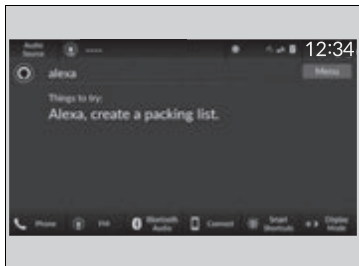 Audio
Source
12:34
alexa
Menu
Things to try:
Alexa, create a packing list.
Phone
FM
Bluetooth
Audio
Connect
Smart
Shortcuts
Display
Mode